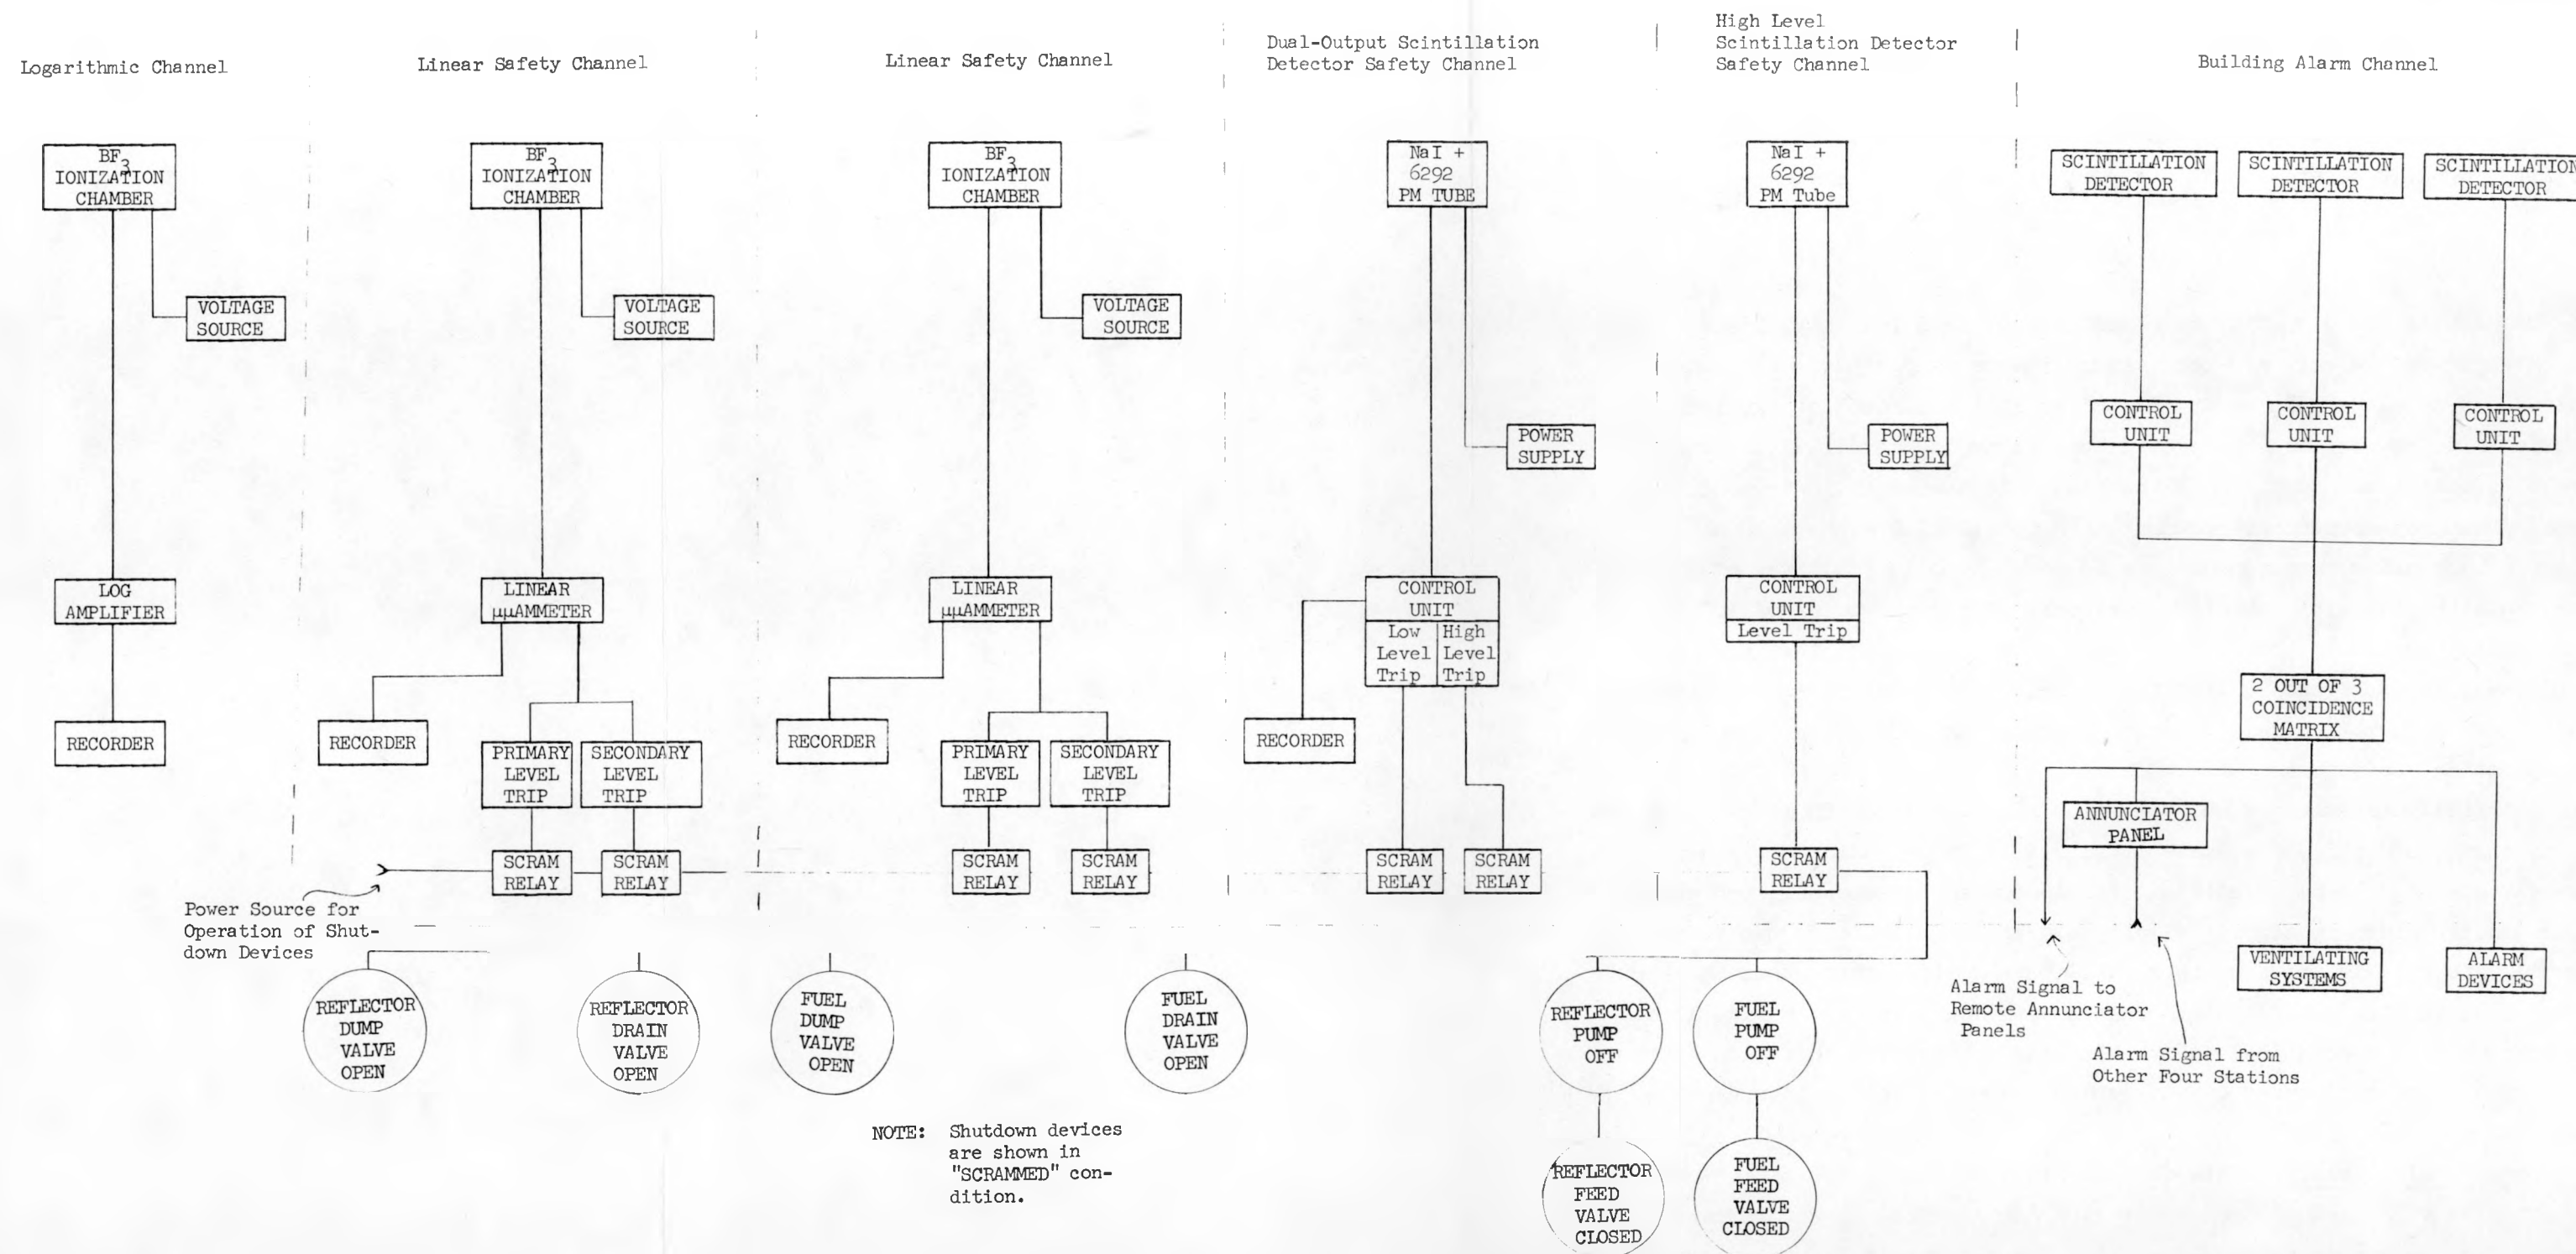 Logarithmic Channel
Linear Safety Channel
Linear Safety Channel
Dual-Output Scintillation
Detector Safety Channel
High Level
Scintillation Detector
Safety Channel
Building Alarm Channel
BF3
IONIZATION
CHAMBER
BF3
IONIZATION
CHAMBER
BF3
IONIZATION
CHAMBER
NaI +
6292
PM TUBE
NaI +
6292
PM Tube
SCINTILLATION
DETECTOR
SCINTILLATION
DETECTOR
SCINTILLATION
DETECTOR
VOLTAGE
SOURCE
VOLTAGE
SOURCE
VOLTAGE
SOURCE
POWER
SUPPLY
POWER
SUPPLY
CONTROL
UNIT
CONTROL
UNIT
CONTROL
UNIT
LOG
AMPLIFIER
LINEAR
μμAMMETER
LINEAR
μμAMMETER
CONTROL
UNIT
Low
Level
Trip
High
Level
Trip
CONTROL
UNIT
Level Trip
2 OUT OF 3
COINCIDENCE
MATRIX
RECORDER
RECORDER
PRIMARY
LEVEL
TRIP
SECONDARY
LEVEL
TRIP
RECORDER
PRIMARY
LEVEL
TRIP
SECONDARY
LEVEL
TRIP
RECORDER
ANNUNCIATOR
PANEL
SCRAM
RELAY
SCRAM
RELAY
SCRAM
RELAY
SCRAM
RELAY
SCRAM
RELAY
SCRAM
RELAY
SCRAM
RELAY
Power Source for
Operation of Shut-
down Devices
VENTILATING
SYSTEMS
ALARM
DEVICES
Alarm Signal to
Remote Annunciator
Panels
Alarm Signal from
Other Four Stations
REFLECTOR
DUMP
VALVE
OPEN
REFLECTOR
DRAIN
VALVE
OPEN
FUEL
DUMP
VALVE
OPEN
FUEL
DRAIN
VALVE
OPEN
REFLECTOR
PUMP
OFF
FUEL
PUMP
OFF
NOTE: Shutdown devices
are shown in
"SCRAMMED" con-
dition.
REFLECTOR
FEED
VALVE
CLOSED
FUEL
FEED
VALVE
CLOSED